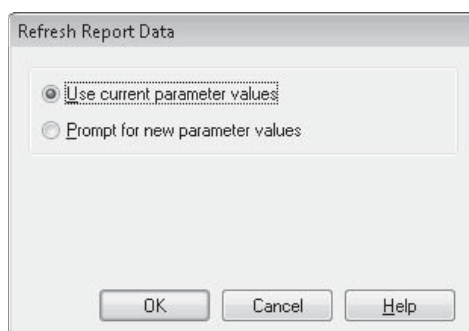 Refresh Report Data
Use current parameter values
Prompt for new parameter values
OK Cancel Help